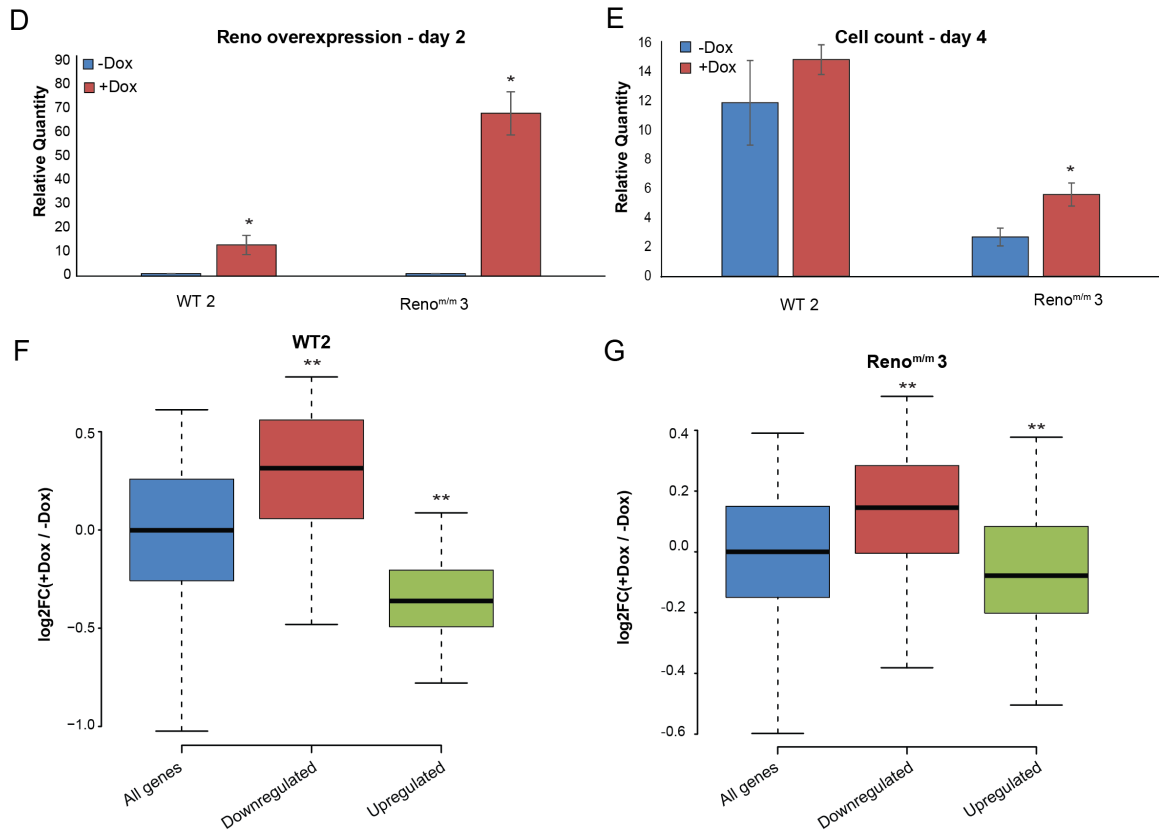 D
Reno overexpression - day 2
-Dox
+Dox
Relative Quantity
90
80
70
60
50
40
30
20
10
0
*
*
WT 2
Reno^m/m 3
E
Cell count - day 4
-Dox
+Dox
Relative Quantity
16
14
12
10
8
6
4
2
0
*
WT 2
Reno^m/m 3
F
WT2
**
**
log2FC(+Dox / -Dox)
0.5
0.0
−0.5
−1.0
All genes
Downregulated
Upregulated
G
Reno^m/m 3
**
**
log2FC(+Dox / -Dox)
0.4
0.2
0.0
-0.2
-0.4
-0.6
All genes
Downregulated
Upregulated